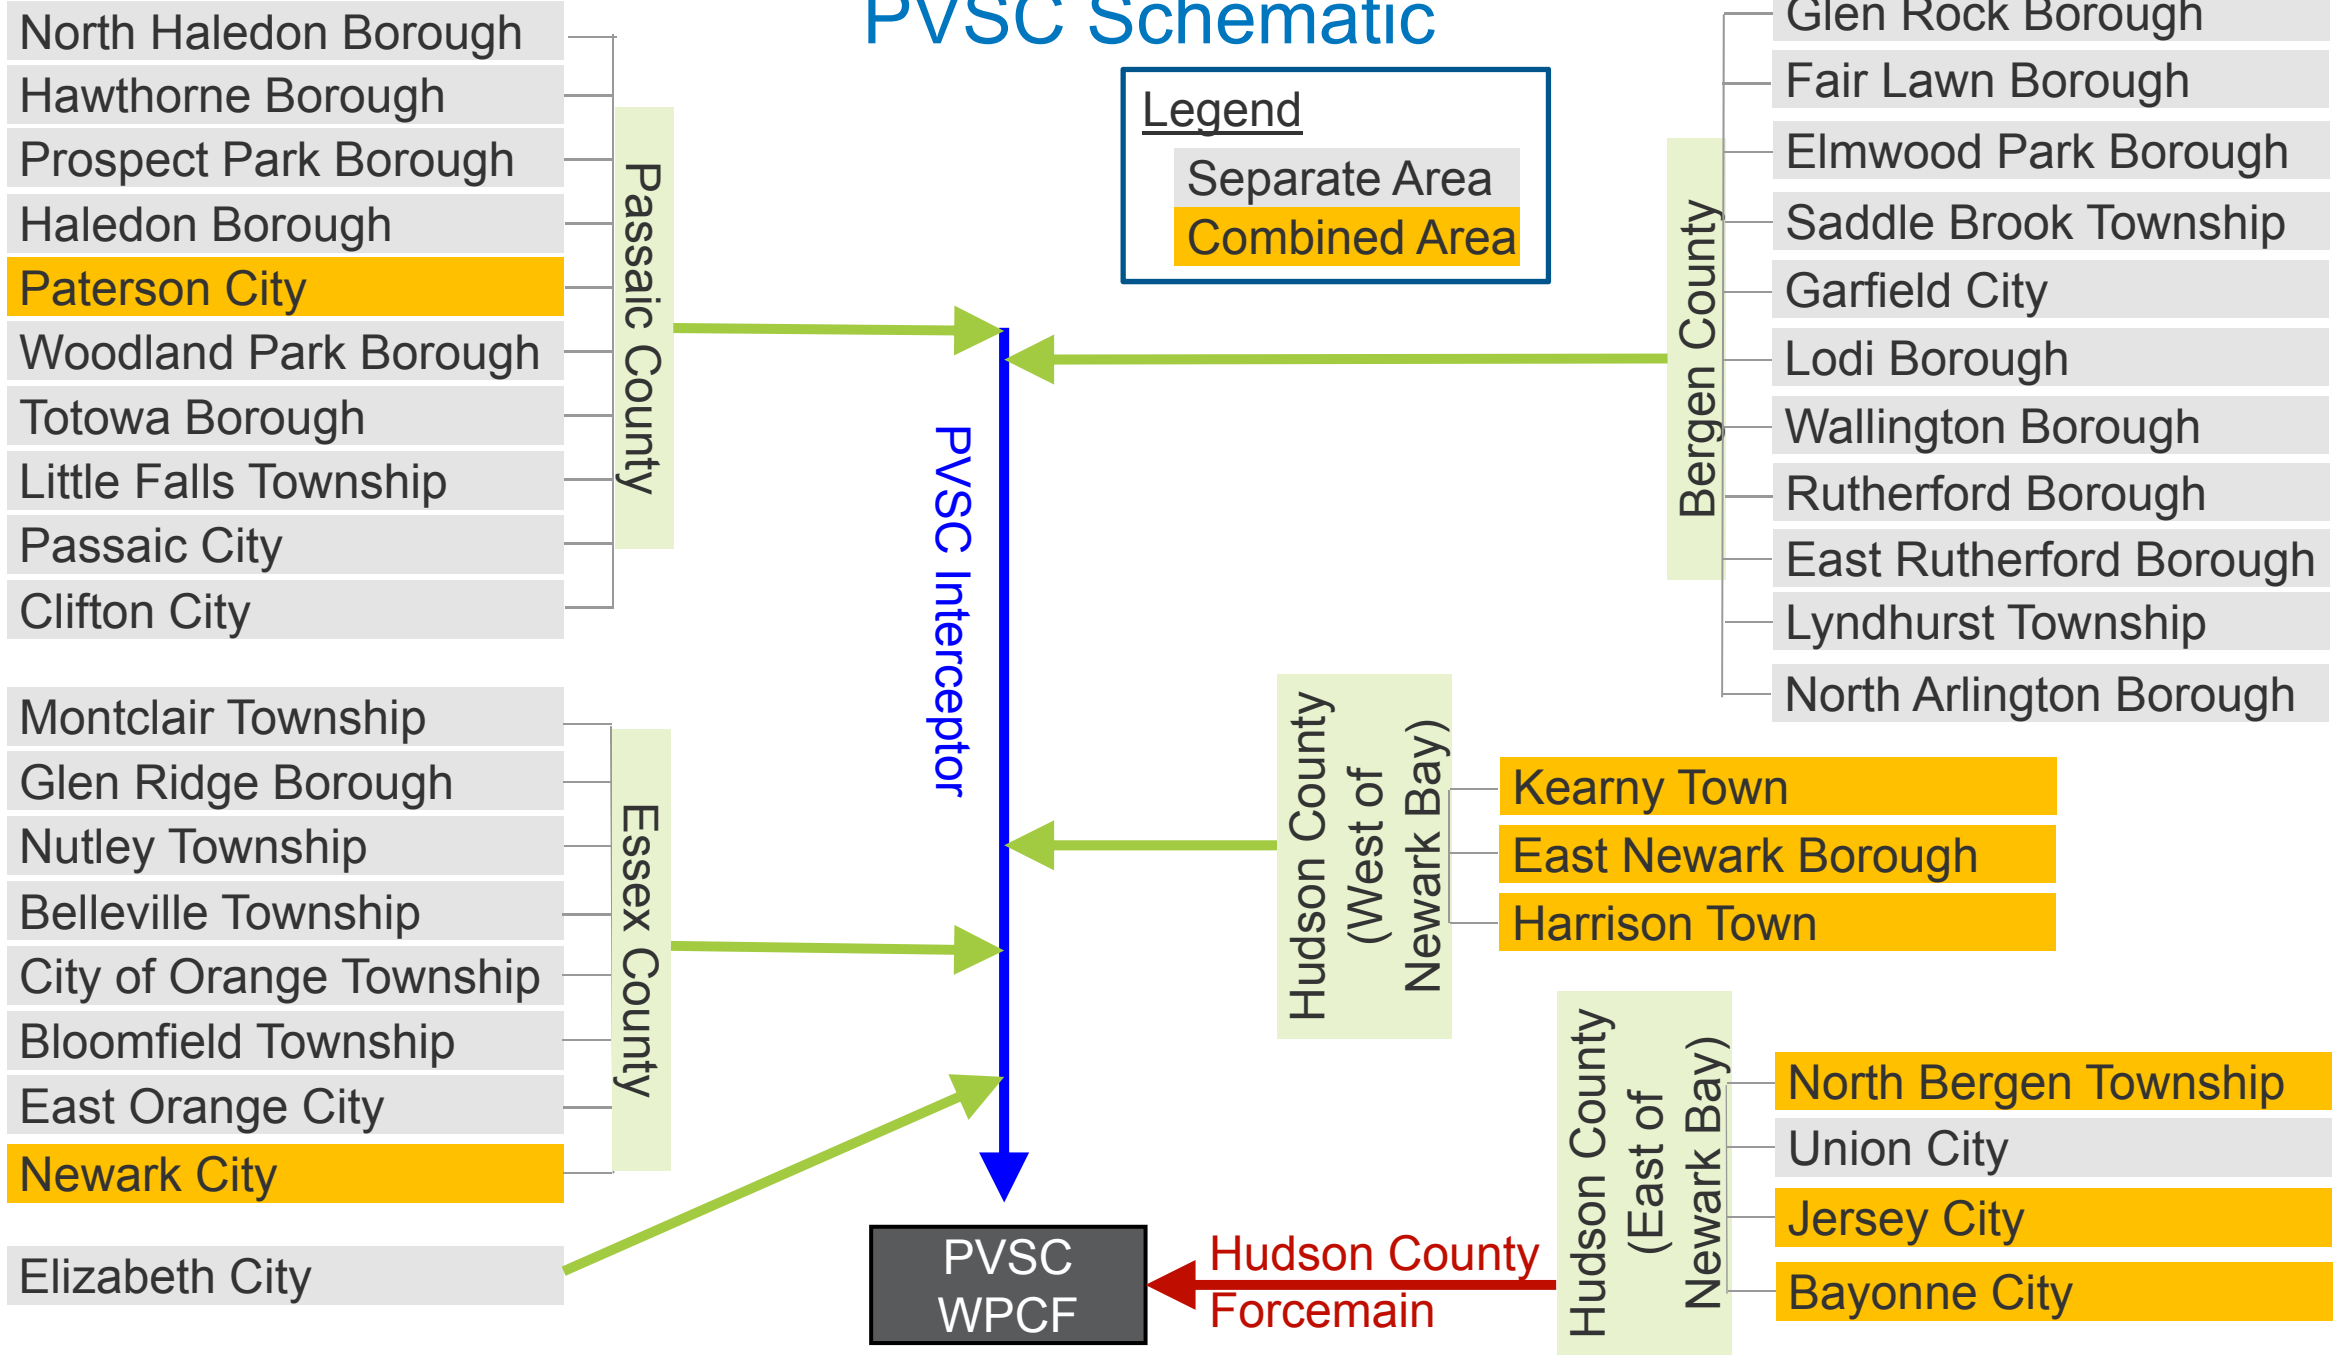 PVSC Schematic
Legend
Separate Area
Combined Area
North Haledon Borough
Hawthorne Borough
Prospect Park Borough
Haledon Borough
Paterson City
Woodland Park Borough
Totowa Borough
Little Falls Township
Passaic City
Clifton City
Passaic County
Montclair Township
Glen Ridge Borough
Nutley Township
Belleville Township
City of Orange Township
Bloomfield Township
East Orange City
Newark City
Essex County
Elizabeth City
PVSC Interceptor
Glen Rock Borough
Fair Lawn Borough
Elmwood Park Borough
Saddle Brook Township
Garfield City
Lodi Borough
Wallington Borough
Rutherford Borough
East Rutherford Borough
Lyndhurst Township
North Arlington Borough
Bergen County
Hudson County
(West of
Newark Bay)
Kearny Town
East Newark Borough
Harrison Town
Hudson County
(East of
Newark Bay)
North Bergen Township
Union City
Jersey City
Bayonne City
Hudson County
Forcemain
PVSC
WPCF